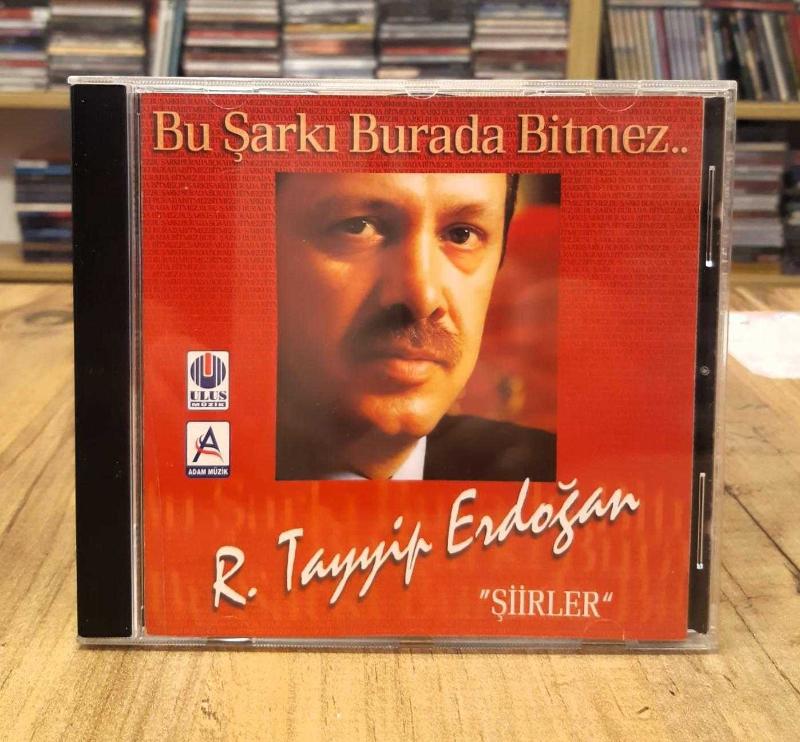 Bu Şarkı Burada Bitmez..
ULUS
MÜZİK
ADAM MÜZİK
R. Tayyip Erdoğan
"ŞİİRLER"